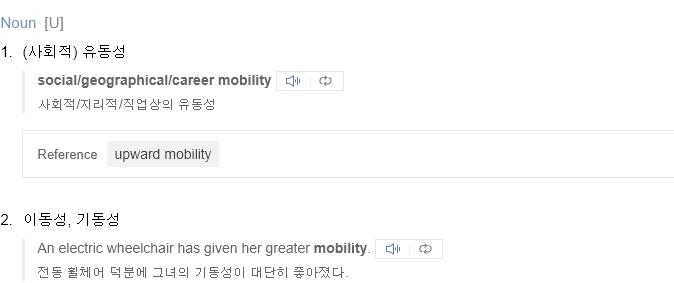 Noun [U]
1. (사회적) 유동성
social/geographical/career mobility
사회적/지리적/직업상의 유동성
Reference upward mobility
2. 이동성, 기동성
An electric wheelchair has given her greater mobility.
전동 휠체어 덕분에 그녀의 기동성이 대단히 좋아졌다.